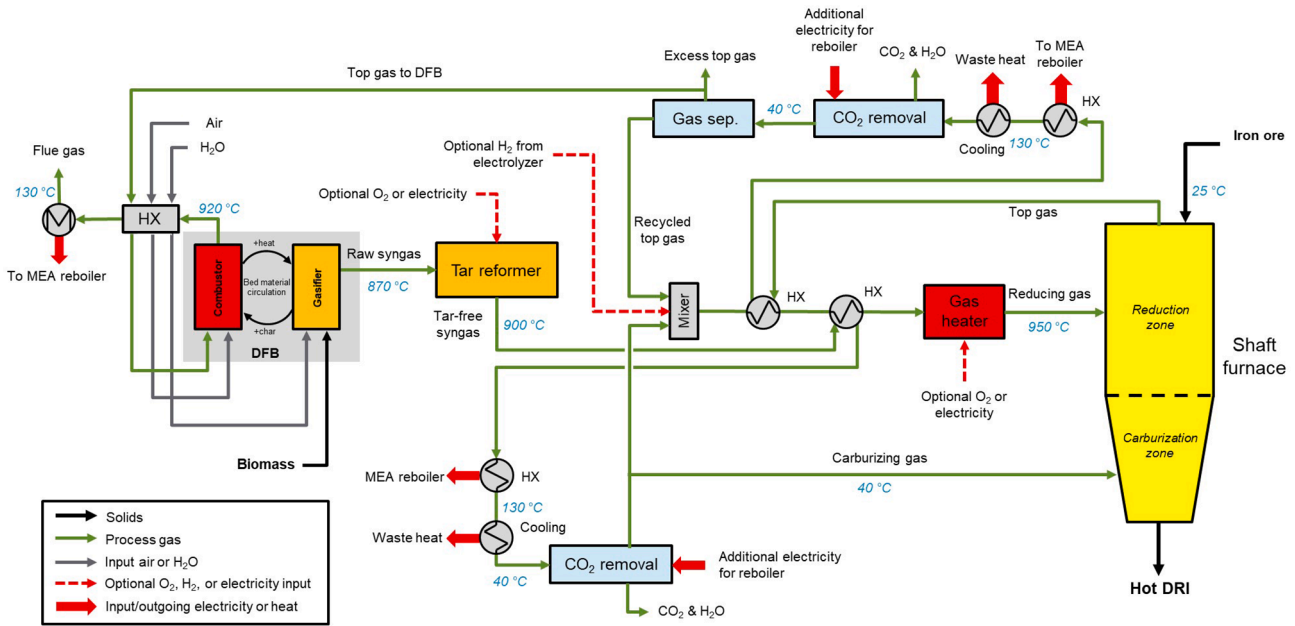 Additional
electricity for
reboiler
CO₂ & H₂O
Waste heat
To MEA
reboiler
Excess top gas
Top gas to DFB
HX
Gas sep.
40 °C
CO₂ removal
Cooling
130 °C
Iron ore
Air
H₂O
Flue gas
130 °C
HX
920 °C
To MEA reboiler
Optional H₂ from
electrolyzer
Optional O₂ or electricity
25 °C
Top gas
Recycled
top gas
+heat
Combustor
Bed material
circulation
Gasifier
+char
DFB
Raw syngas
870 °C
Tar reformer
Tar-free
syngas
900 °C
Mixer
HX
HX
Gas
heater
Reducing gas
950 °C
Reduction
zone
Shaft
furnace
Optional O₂ or
electricity
Carburization
zone
Biomass
MEA reboiler
HX
130 °C
Carburizing gas
40 °C
Waste heat
Cooling
40 °C
CO₂ removal
Additional electricity
for reboiler
CO₂ & H₂O
Hot DRI
Solids
Process gas
Input air or H₂O
Optional O₂, H₂, or electricity input
Input/outgoing electricity or heat